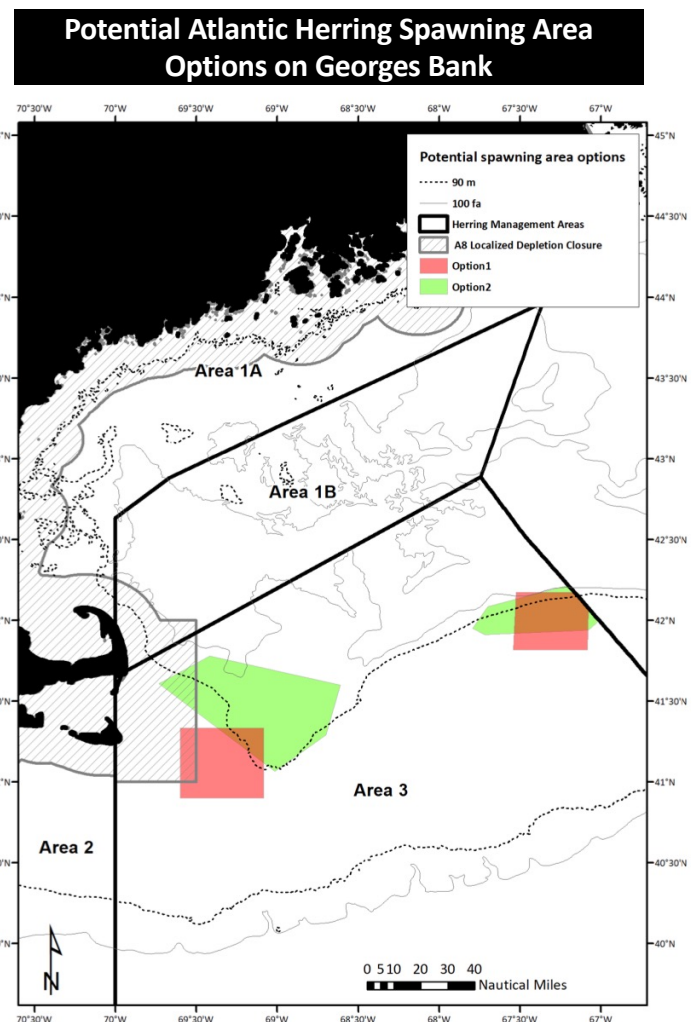 Potential Atlantic Herring Spawning Area
Options on Georges Bank
70°30'W 70°W 69°30'W 69°W 68°30'W 68°W 67°30'W 67°W
45°N
Potential spawning area options
90 m
100 fa
Herring Management Areas
A8 Localized Depletion Closure
Option1
Option2
44°30'N
44°N
Area 1A
43°30'N
43°N
Area 1B
42°30'N
42°N
41°30'N
41°N
Area 3
Area 2
40°30'N
40°N
N
0 5 10 20 30 40
Nautical Miles
70°30'W 70°W 69°30'W 69°W 68°30'W 68°W 67°30'W 67°W